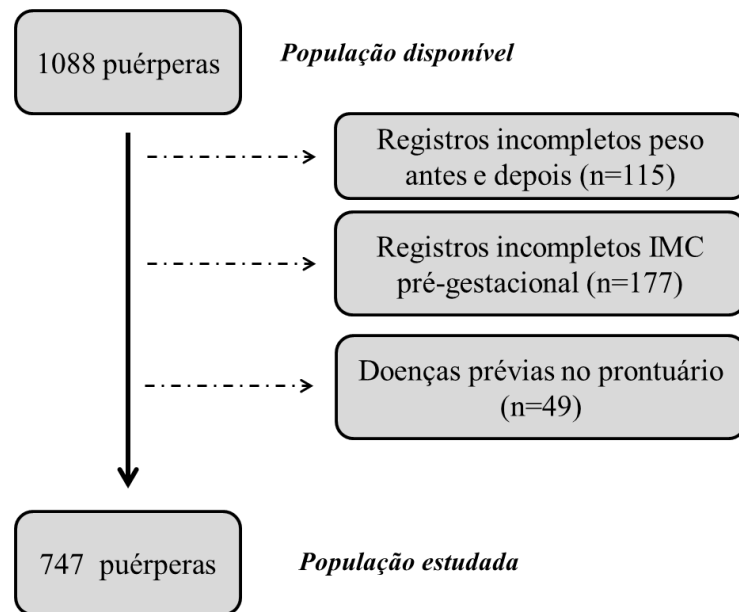 1088 puérperas
População disponível
Registros incompletos peso
antes e depois (n=115)
Registros incompletos IMC
pré-gestacional (n=177)
Doenças prévias no prontuário
(n=49)
747 puérperas
População estudada